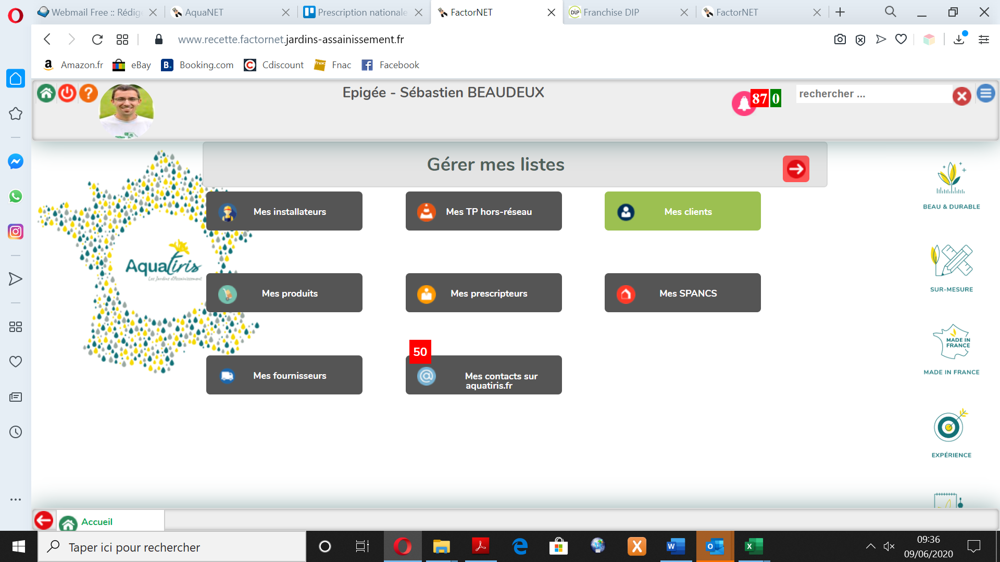 Webmail Free :: Rédig
AquaNET
Prescription nationale
FactorNET
Franchise DIP
FactorNET
www.recette.factornet.jardins-assainissement.fr
Amazon.fr
eBay
Booking.com
Cdiscount
Fnac
Facebook
Epigée - Sébastien BEAUDEUX
87 0
rechercher ...
Gérer mes listes
Mes installateurs
Mes TP hors-réseau
Mes clients
BEAU & DURABLE
Aquatiris
Les Jardins d'Assainissement
Mes produits
Mes prescripteurs
Mes SPANCS
SUR-MESURE
MADE IN
FRANCE
MADE IN FRANCE
50
Mes fournisseurs
Mes contacts sur
aquatiris.fr
EXPÉRIENCE
Accueil
Taper ici pour rechercher
09:36
09/06/2020